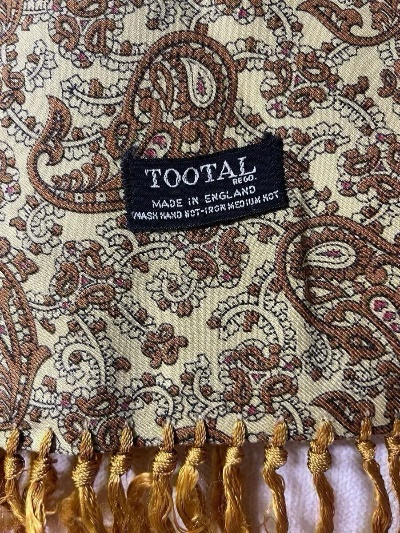 TOOTAL
REGD.
MADE IN ENGLAND
WASH HAND HOT-IRON MEDIUM HOT